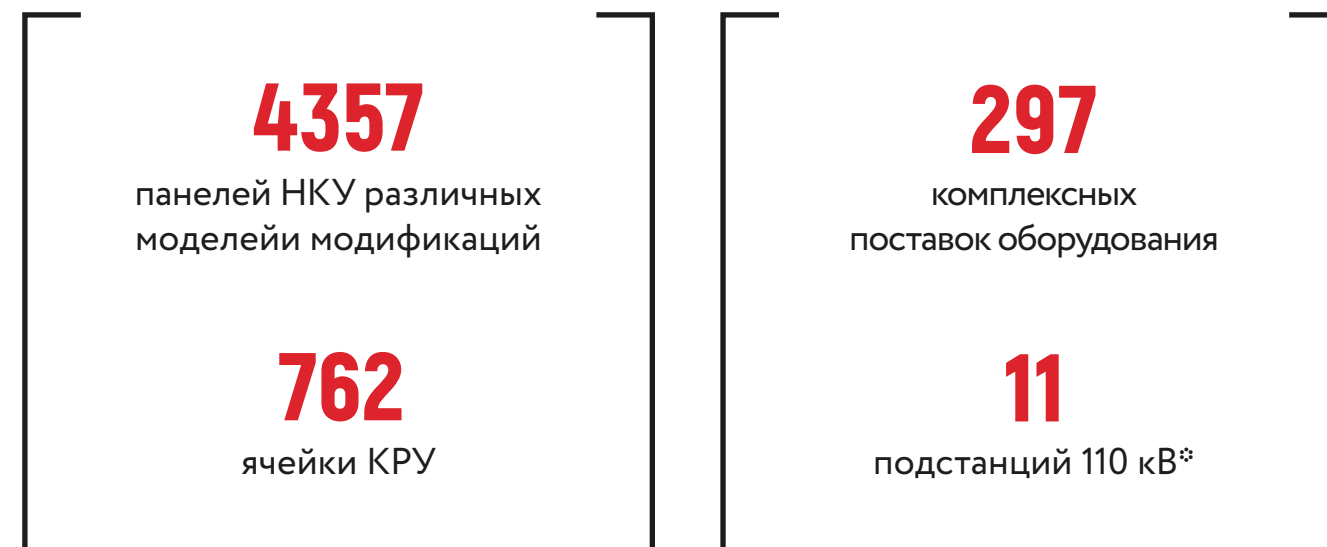 4357
панелей НКУ различных
моделейи модификаций
762
ячейки КРУ
297
комплексных
поставок оборудования
11
подстанций 110 кВ*